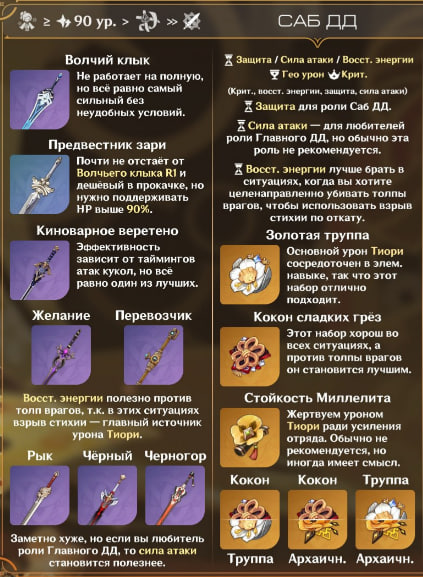 ≥ 90 ур. > >>
Волчий клык
Не работает на полную,
но всё равно самый
сильный без
неудобных условий.
Предвестник зари
Почти не отстаёт от
Волчьего клыка R1 и
дешёвый в прокачке, но
нужно поддерживать
HP выше 90%.
Киноварное веретено
Эффективность
зависит от таймингов
атак кукол, но всё
равно один из лучших.
Желание Перевозчик
Восст. энергии полезно против
толп врагов, т.к. в этих ситуациях
взрыв стихии — главный источник
урона Тиори.
Рык Чёрный Черногор
Заметно хуже, но если вы любитель
роли Главного ДД, то сила атаки
становится полезнее.
САБ ДД
Защита / Сила атаки / Восст. энергии
Гео урон Крит.
(Крит., восст. энергии, защита, сила атаки)
Защита для роли Саб ДД.
Сила атаки — для любителей
роли Главного ДД, но обычно эта
роль не рекомендуется.
Восст. энергии лучше брать в
ситуациях, когда вы хотите
целенаправленно убивать толпы
врагов, чтобы использовать взрыв
стихии по откату.
Золотая труппа
Основной урон Тиори
сосредоточен в элем.
навыке, так что этот
набор отлично
подходит.
Кокон сладких грёз
Этот набор хорош во
всех ситуациях, а
против толпы врагов
он становится лучшим.
Стойкость Миллелита
Жертвуем уроном
Тиори ради усиления
отряда. Обычно не
рекомендуется, но
иногда имеет смысл.
Кокон Кокон Труппа
Труппа Архаичн. Архаичн.